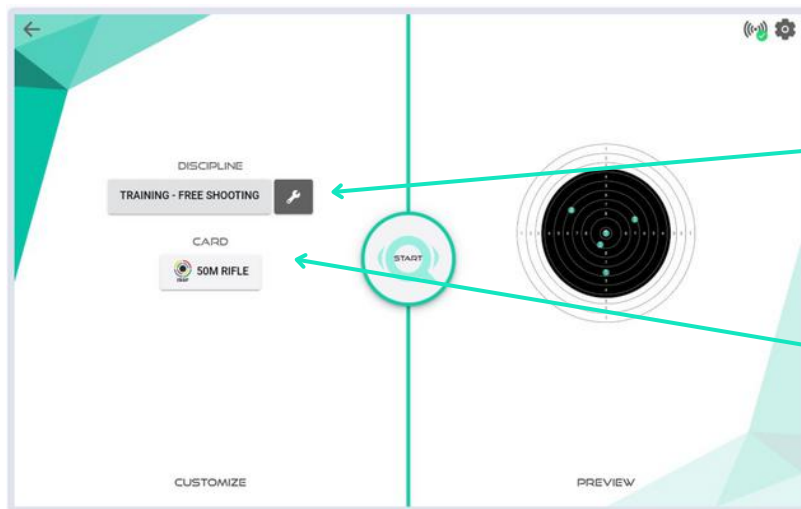 DISCIPLINE
TRAINING - FREE SHOOTING
CARD
50M RIFLE
START
CUSTOMIZE
PREVIEW